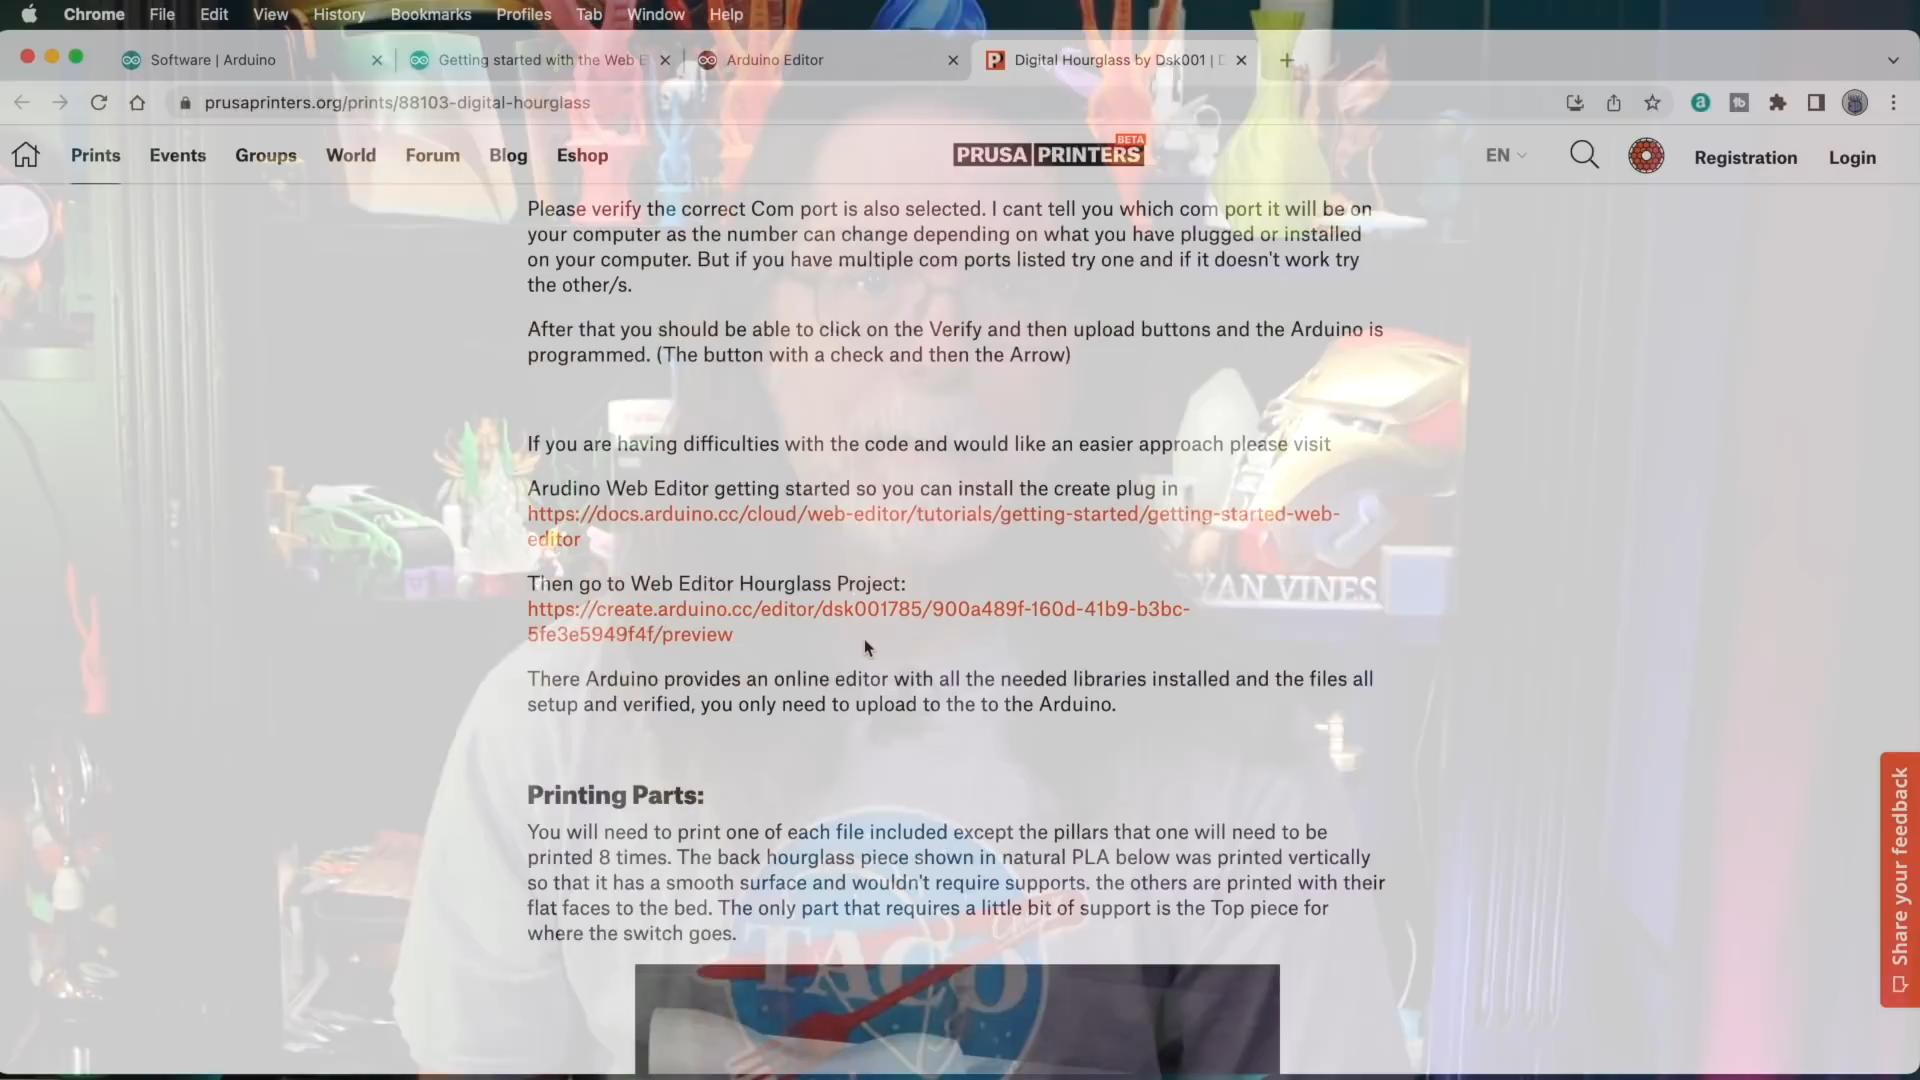 Chrome File Edit View History Bookmarks Profiles Tab Window Help
Software | Arduino
Getting started with the Web E
Arduino Editor
Digital Hourglass by Dsk001 | D
prusaprinters.org/prints/88103-digital-hourglass
Prints Events Groups World Forum Blog Eshop
PRUSA PRINTERS BETA
EN
Registration Login
Please verify the correct Com port is also selected. I cant tell you which com port it will be on
your computer as the number can change depending on what you have plugged or installed
on your computer. But if you have multiple com ports listed try one and if it doesn't work try
the other/s.
After that you should be able to click on the Verify and then upload buttons and the Arduino is
programmed. (The button with a check and then the Arrow)
If you are having difficulties with the code and would like an easier approach please visit
Arudino Web Editor getting started so you can install the create plug in
https://docs.arduino.cc/cloud/web-editor/tutorials/getting-started/getting-started-web-
editor
Then go to Web Editor Hourglass Project:
https://create.arduino.cc/editor/dsk001785/900a489f-160d-41b9-b3bc-
5fe3e5949f4f/preview
There Arduino provides an online editor with all the needed libraries installed and the files all
setup and verified, you only need to upload to the to the Arduino.
Printing Parts:
You will need to print one of each file included except the pillars that one will need to be
printed 8 times. The back hourglass piece shown in natural PLA below was printed vertically
so that it has a smooth surface and wouldn't require supports. the others are printed with their
flat faces to the bed. The only part that requires a little bit of support is the Top piece for
where the switch goes.
Share your feedback
YAN VINES
TACO